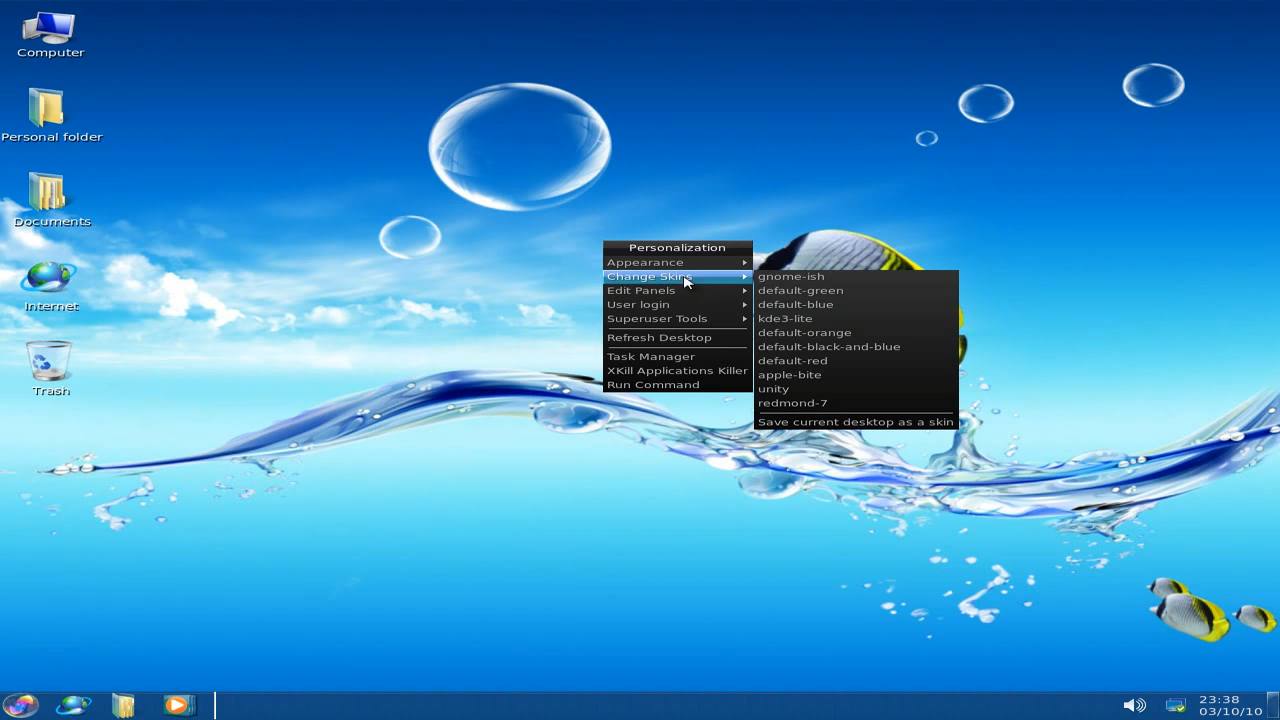 Computer
Personal folder
Documents
Internet
Trash
Personalization
Appearance
Change Skins
Edit Panels
User login
Superuser Tools
Refresh Desktop
Task Manager
XKill Applications Killer
Run Command
gnome-ish
default-green
default-blue
kde3-lite
default-orange
default-black-and-blue
default-red
apple-bite
unity
redmond-7
Save current desktop as a skin
23:38
03/10/10